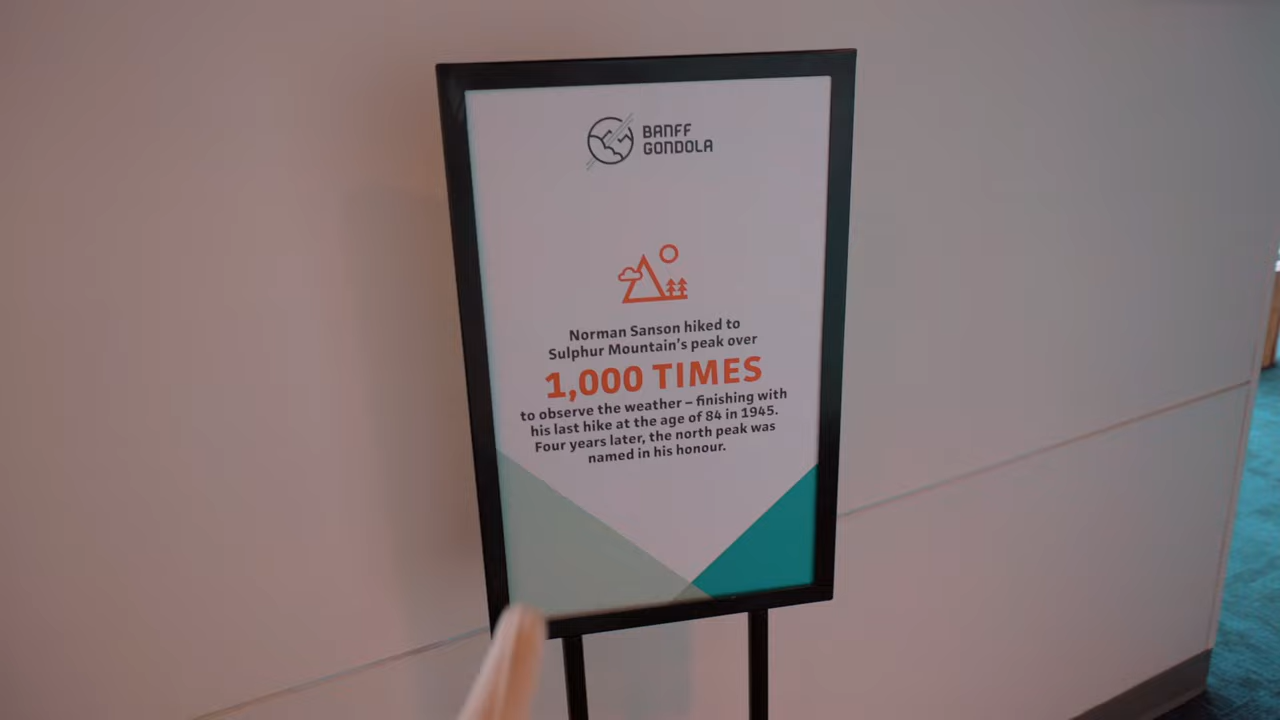 BANFF
GONDOLA
Norman Sanson hiked to
Sulphur Mountain's peak over
1,000 TIMES
to observe the weather – finishing with
his last hike at the age of 84 in 1945.
Four years later, the north peak was
named in his honour.